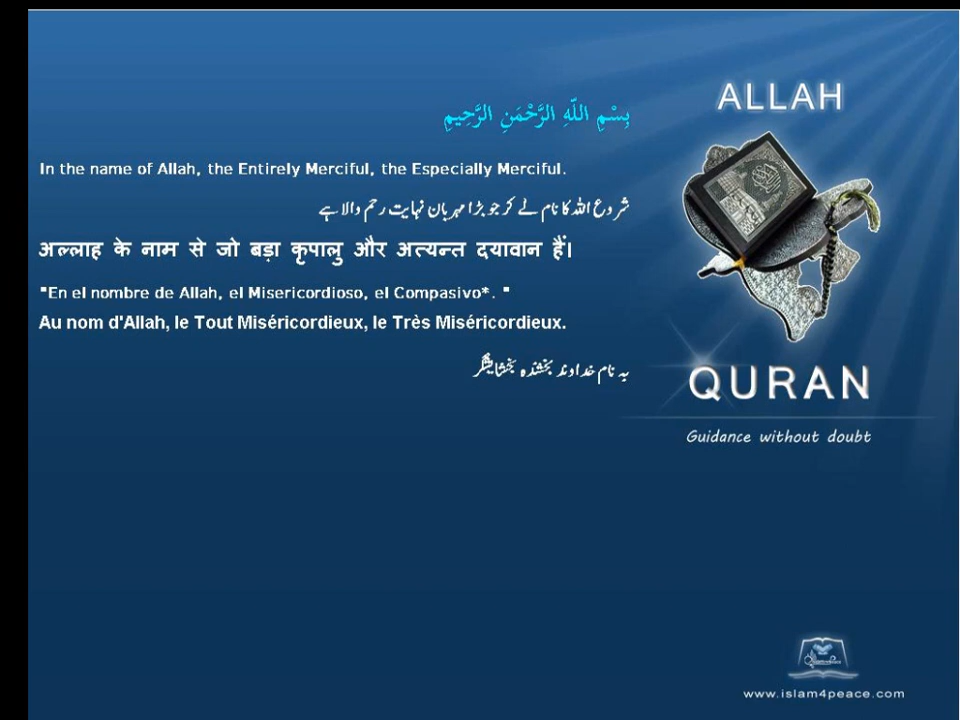 بِسْمِ اللَّهِ الرَّحْمَنِ الرَّحِيمِ
In the name of Allah, the Entirely Merciful, the Especially Merciful.
شروع الله کا نام لے کر جو بڑا مہربان نہایت رحم والا ہے
अल्लाह के नाम से जो बड़ा कृपालु और अत्यन्त दयावान हैं।
"En el nombre de Allah, el Misericordioso, el Compasivo*. "
Au nom d'Allah, le Tout Miséricordieux, le Très Miséricordieux.
به نام خداوند بخشنده بخشایشگر
ALLAH
QURAN
Guidance without doubt
www.islam4peace.com